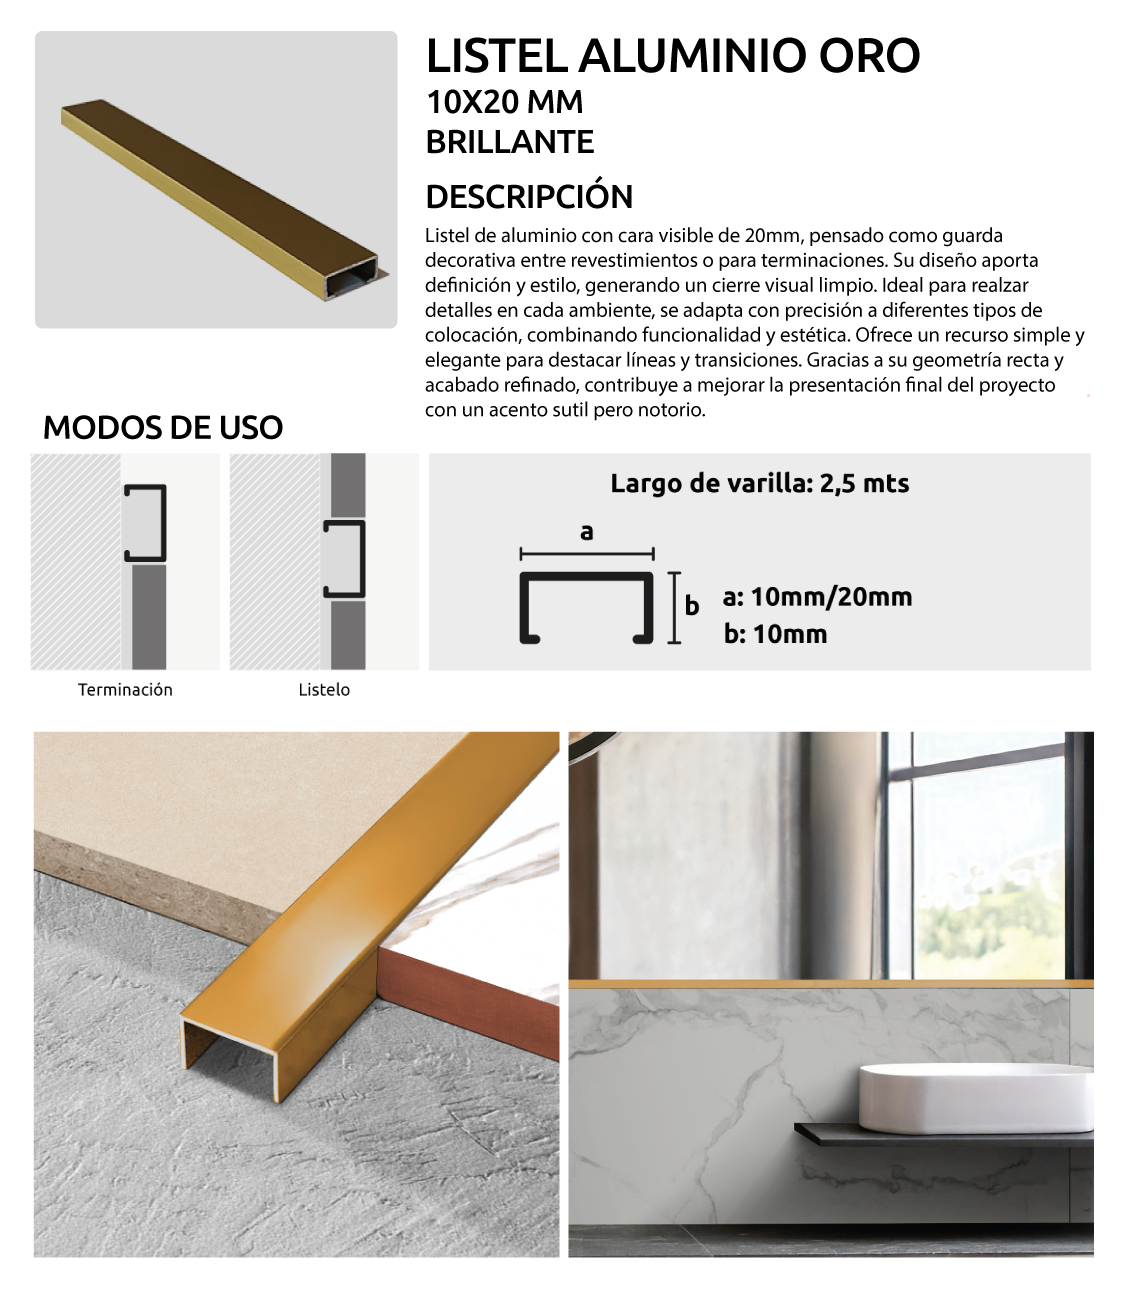 LISTEL ALUMINIO ORO
10X20 MM
BRILLANTE
DESCRIPCIÓN
Listel de aluminio con cara visible de 20mm, pensado como guarda
decorativa entre revestimientos o para terminaciones. Su diseño aporta
definición y estilo, generando un cierre visual limpio. Ideal para realzar
detalles en cada ambiente, se adapta con precisión a diferentes tipos de
colocación, combinando funcionalidad y estética. Ofrece un recurso simple y
elegante para destacar líneas y transiciones. Gracias a su geometría recta y
acabado refinado, contribuye a mejorar la presentación final del proyecto
con un acento sutil pero notorio.
MODOS DE USO
Terminación
Listelo
Largo de varilla: 2,5 mts
a
b
a: 10mm/20mm
b: 10mm